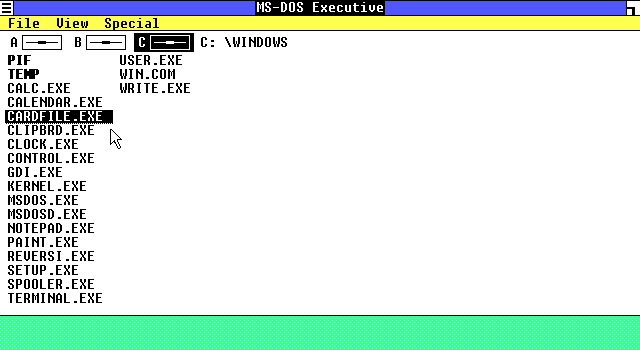 MS-DOS Executive
File View Special
A B C C: \WINDOWS
PIF USER.EXE
TEMP WIN.COM
CALC.EXE WRITE.EXE
CALENDAR.EXE
CARDFILE.EXE
CLIPBRD.EXE
CLOCK.EXE
CONTROL.EXE
GDI.EXE
KERNEL.EXE
MSDOS.EXE
MSDOSD.EXE
NOTEPAD.EXE
PAINT.EXE
REVERSI.EXE
SETUP.EXE
SPOOLER.EXE
TERMINAL.EXE